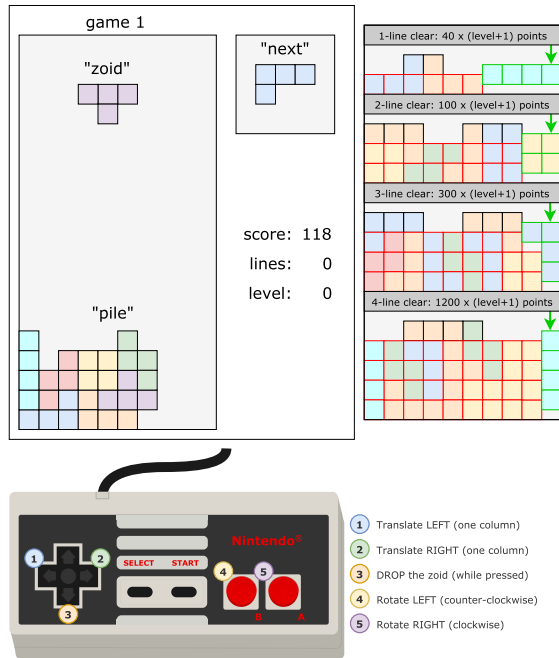 game 1
"zoid"
"next"
score: 118
lines: 0
level: 0
"pile"
1-line clear: 40 x (level+1) points
2-line clear: 100 x (level+1) points
3-line clear: 300 x (level+1) points
4-line clear: 1200 x (level+1) points
Nintendo®
SELECT START
B A
1
2
3
4
5
1 Translate LEFT (one column)
2 Translate RIGHT (one column)
3 DROP the zoid (while pressed)
4 Rotate LEFT (counter-clockwise)
5 Rotate RIGHT (clockwise)